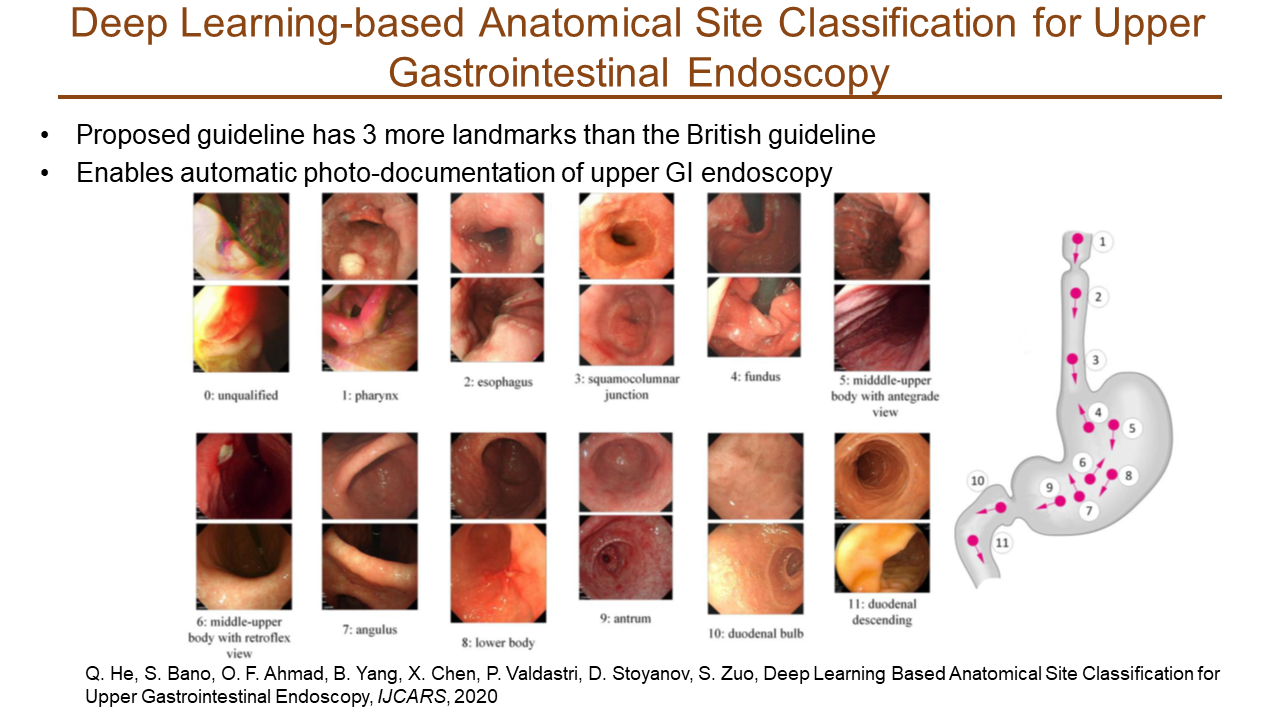 Deep Learning-based Anatomical Site Classification for Upper
Gastrointestinal Endoscopy
• Proposed guideline has 3 more landmarks than the British guideline
• Enables automatic photo-documentation of upper GI endoscopy
0: unqualified
1: pharynx
2: esophagus
3: squamocolumnar
junction
4: fundus
5: midddle-upper
body with antegrade
view
6: middle-upper
body with retroflex
view
7: angulus
8: lower body
9: antrum
10: duodenal bulb
11: duodenal
descending
1
2
3
4
5
6
8
9
7
10
11
Q. He, S. Bano, O. F. Ahmad, B. Yang, X. Chen, P. Valdastri, D. Stoyanov, S. Zuo, Deep Learning Based Anatomical Site Classification for
Upper Gastrointestinal Endoscopy, IJCARS, 2020